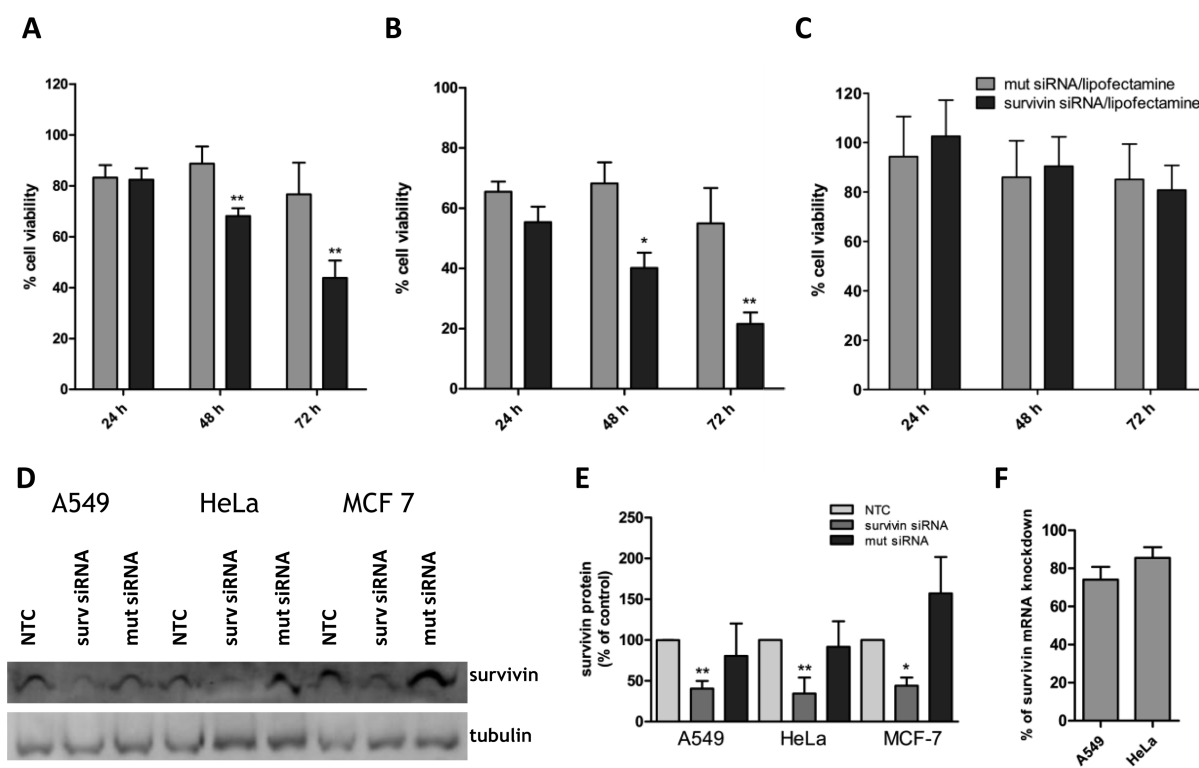 A
120
100
80
60
40
20
0
% cell viability
**
**
24 h
48 h
72 h
B
100
80
60
40
20
0
% cell viability
*
**
24 h
48 h
72 h
C
mut siRNA/lipofectamine
survivin siRNA/lipofectamine
120
100
80
60
40
20
0
% cell viability
24 h
48 h
72 h
D
A549 HeLa MCF 7
NTC
surv siRNA
mut siRNA
NTC
surv siRNA
mut siRNA
NTC
surv siRNA
mut siRNA
survivin
tubulin
E
NTC
survivin siRNA
mut siRNA
250
200
150
100
50
0
survivin protein
(% of control)
**
**
*
A549 HeLa MCF-7
F
100
80
60
40
20
0
% of survivin mRNA knockdown
A549
HeLa